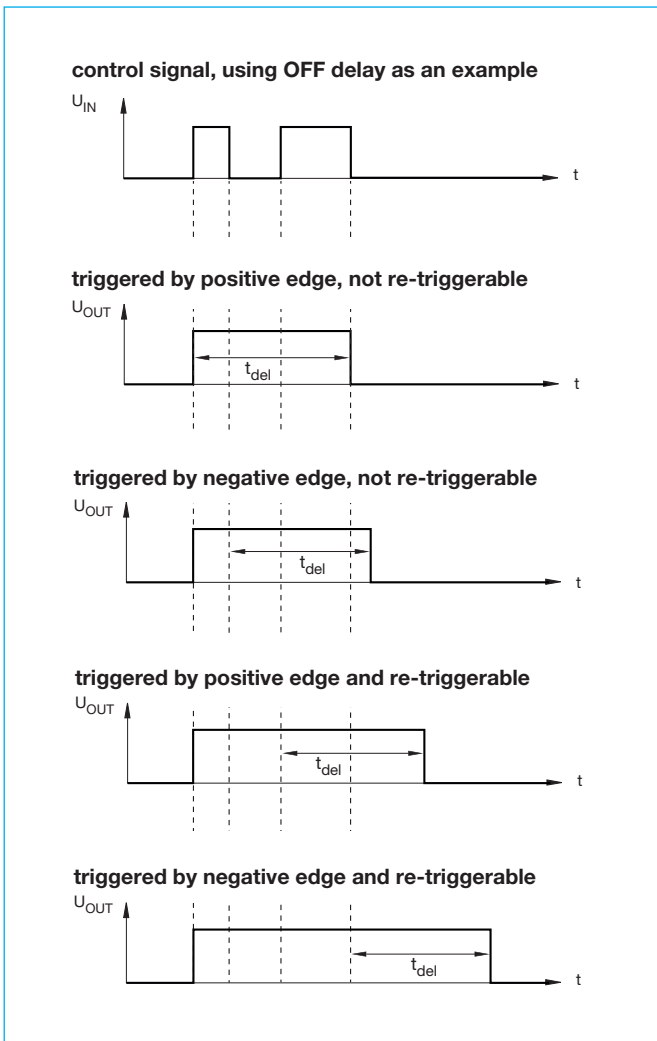 control signal, using OFF delay as an example
U_IN
t
triggered by positive edge, not re-triggerable
U_OUT
t_del
t
triggered by negative edge, not re-triggerable
U_OUT
t_del
t
triggered by positive edge and re-triggerable
U_OUT
t_del
t
triggered by negative edge and re-triggerable
U_OUT
t_del
t